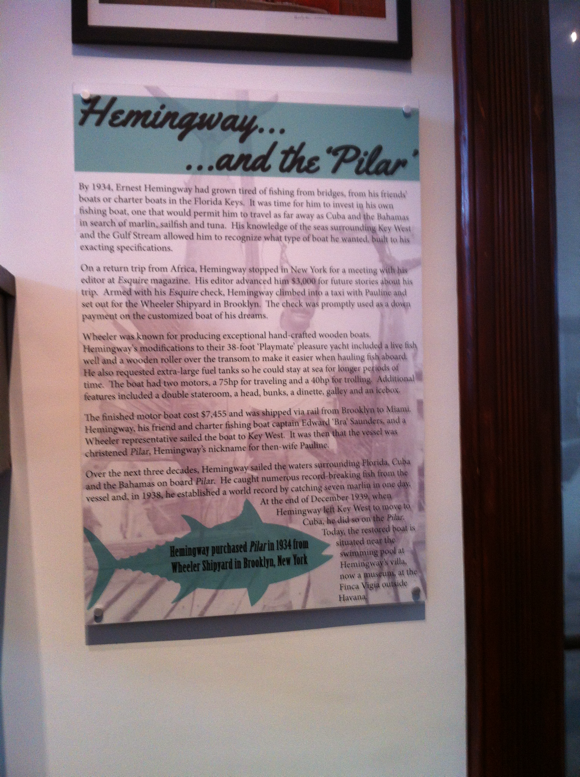 Hemingway...
...and the 'Pilar'
By 1934, Ernest Hemingway had grown tired of fishing from bridges, from his friends'
boats or charter boats in the Florida Keys. It was time for him to invest in his own
fishing boat, one that would permit him to travel as far away as Cuba and the Bahamas
in search of marlin, sailfish and tuna. His knowledge of the seas surrounding Key West
and the Gulf Stream allowed him to recognize what type of boat he wanted, built to his
exacting specifications.
On a return trip from Africa, Hemingway stopped in New York for a meeting with his
editor at Esquire magazine. His editor advanced him $3,000 for future stories about his
trip. Armed with his Esquire check, Hemingway climbed into a taxi with Pauline and
set out for the Wheeler Shipyard in Brooklyn. The check was promptly used as a down
payment on the customized boat of his dreams.
Wheeler was known for producing exceptional hand-crafted wooden boats.
Hemingway's modifications to their 38-foot 'Playmate' pleasure yacht included a live fish
well and a wooden roller over the transom to make it easier when hauling fish aboard.
He also requested extra-large fuel tanks so he could stay at sea for longer periods of
time. The boat had two motors, a 75hp for traveling and a 40hp for trolling. Additional
features included a double stateroom, a head, bunks, a dinette, galley and an icebox.
The finished motor boat cost $7,455 and was shipped via rail from Brooklyn to Miami.
Hemingway, his friend and charter fishing boat captain Edward 'Bra' Saunders, and a
Wheeler representative sailed the boat to Key West. It was then that the vessel was
christened Pilar, Hemingway's nickname for then-wife Pauline.
Over the next three decades, Hemingway sailed the waters surrounding Florida, Cuba
and the Bahamas on board Pilar. He caught numerous record-breaking fish from the
vessel and, in 1938, he established a world record by catching seven marlin in one day.
At the end of December 1939, when
Hemingway left Key West to move to
Cuba, he did so on the Pilar.
Today, the restored boat is
situated near the
swimming pool at
Hemingway's villa,
now a museum, at the
Finca Vigia outside
Havana.
Hemingway purchased Pilar in 1934 from
Wheeler Shipyard in Brooklyn, New York